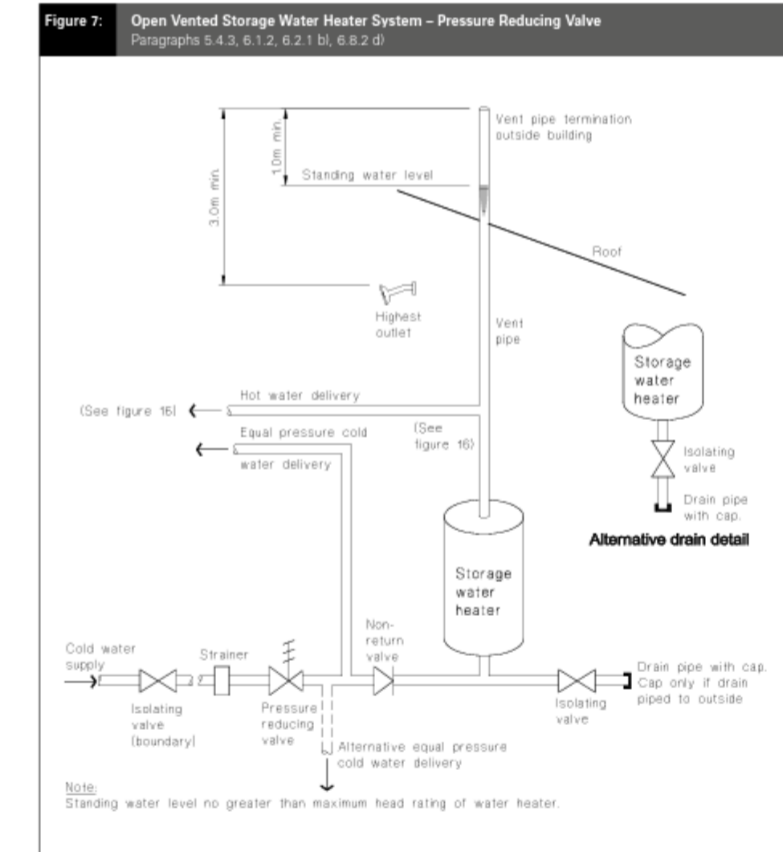 Figure 7:
Open Vented Storage Water Heater System – Pressure Reducing Valve
Paragraphs 5.4.3, 6.1.2, 6.2.1 b), 6.8.2 d)
Vent pipe termination
outside building
1.0m min.
Standing water level
3.0m min.
Roof
Highest
outlet
Vent
pipe
Storage
water
heater
Hot water delivery
(See figure 16)
(See
figure 16)
Equal pressure cold
water delivery
Isolating
valve
Drain pipe
with cap.
Alternative drain detail
Storage
water
heater
Non-
return
valve
Cold water
supply
Strainer
Drain pipe with cap.
Cap only if drain
piped to outside
Isolating
valve
(boundary)
Pressure
reducing
valve
Isolating
valve
Alternative equal pressure
cold water delivery
Note:
Standing water level no greater than maximum head rating of water heater.